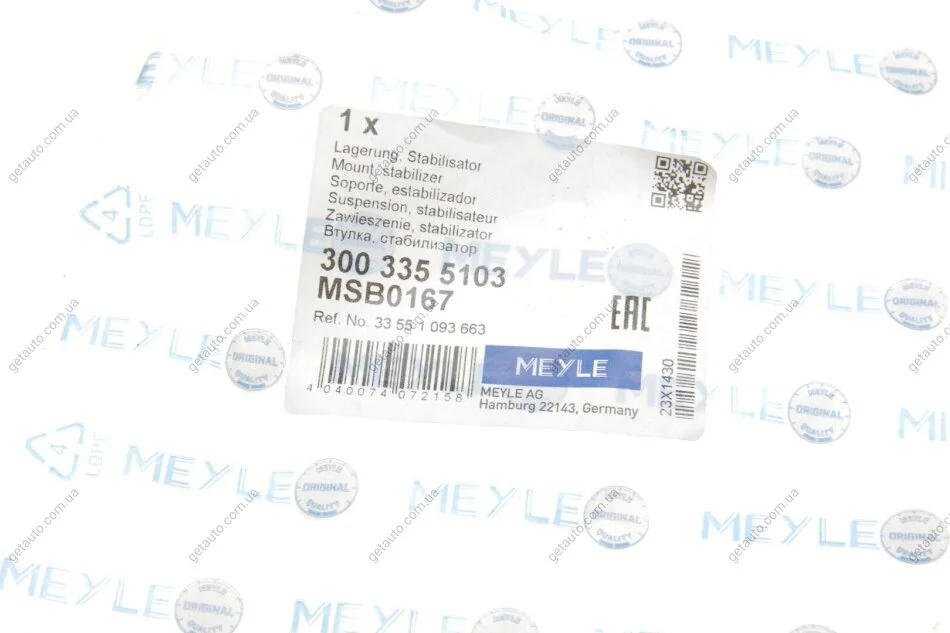 1 x
Lagerung, Stabilisator
Mount, stabilizer
Soporte, estabilizador
Suspension, stabilisateur
Zawieszenie, stabilizator
Втулка, стабилизатор
300 335 5103
MSB0167
Ref. No. 33 55 1 093 663
EAC
4 040074 072158
MEYLE
MEYLE AG
Hamburg 22143, Germany
23X1430
MEYLE
ORIGINAL
QUALITY
4
LDPE
getauto.com.ua